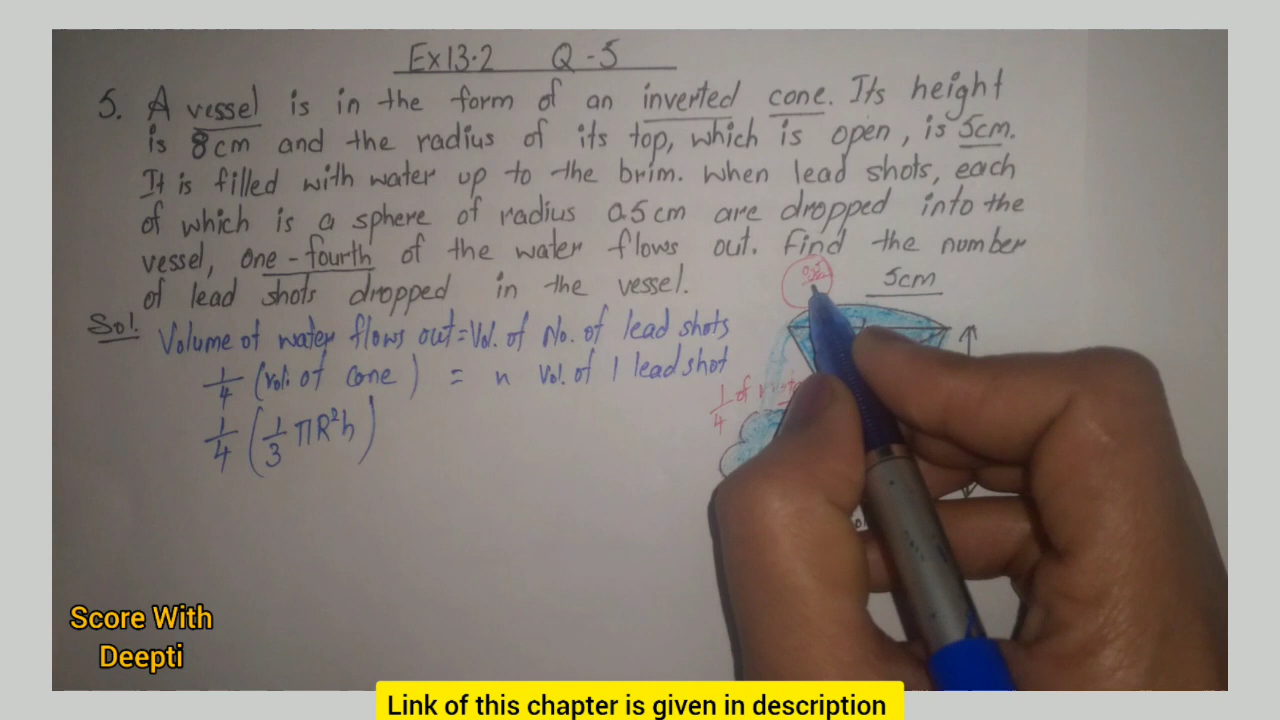 Ex13.2 Q-5
5. A vessel is in the form of an inverted cone. Its height
is 8cm and the radius of its top, which is open, is 5cm.
It is filled with water up to the brim. When lead shots, each
of which is a sphere of radius 0.5cm are dropped into the
vessel, one-fourth of the water flows out. Find the number
of lead shots dropped in the vessel.
5cm
Sol. Volume of water flows out = Vol. of No. of lead shots
1/4 (vol. of cone) = n Vol. of 1 lead shot
1/4 of
1/4 (1/3 πR²h)
Score With
Deepti
Link of this chapter is given in description